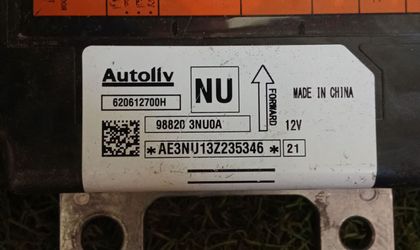 Autoliv
NU
FORWARD
MADE IN CHINA
620612700H
98820 3NU0A
12V
*AE3NU13Z235346*
21